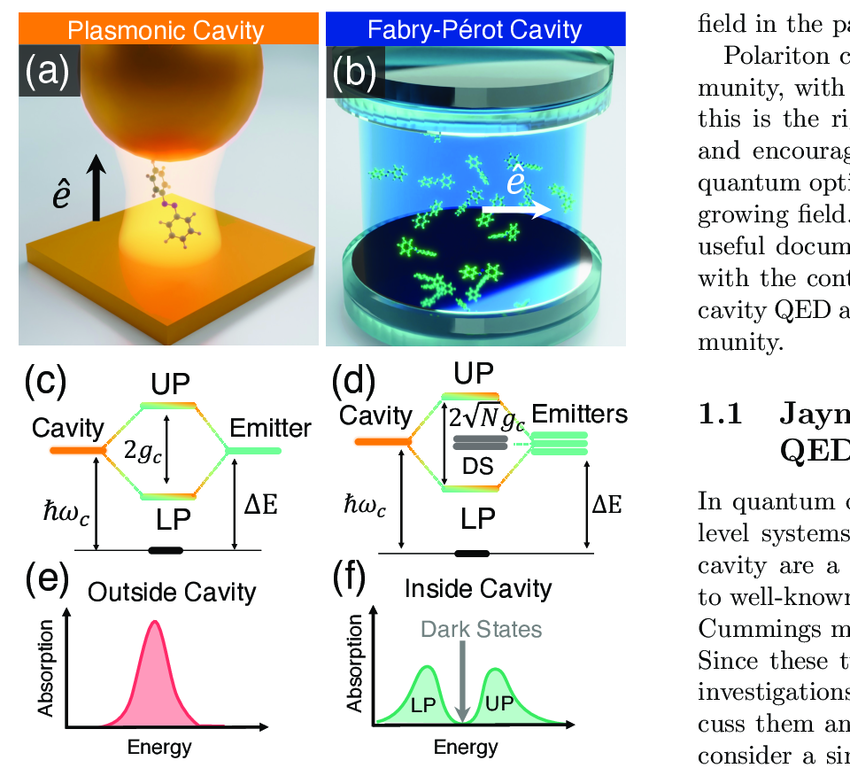 Plasmonic Cavity
Fabry-Pérot Cavity
(a)
ê
(b)
ê
(c)
UP
Cavity
Emitter
2g_c
ħω_c
LP
ΔE
(d)
UP
Cavity
2√N g_c
Emitters
DS
ħω_c
LP
ΔE
(e)
Outside Cavity
Absorption
Energy
(f)
Inside Cavity
Dark States
Absorption
LP
UP
Energy
field in the pa
Polariton c
munity, with
this is the rig
and encourag
quantum opti
growing field.
useful docum
with the cont
cavity QED a
munity.
1.1 Jayn
QED
In quantum o
level systems
cavity are a
to well-known
Cummings m
Since these t
investigations
cuss them an
consider a sin